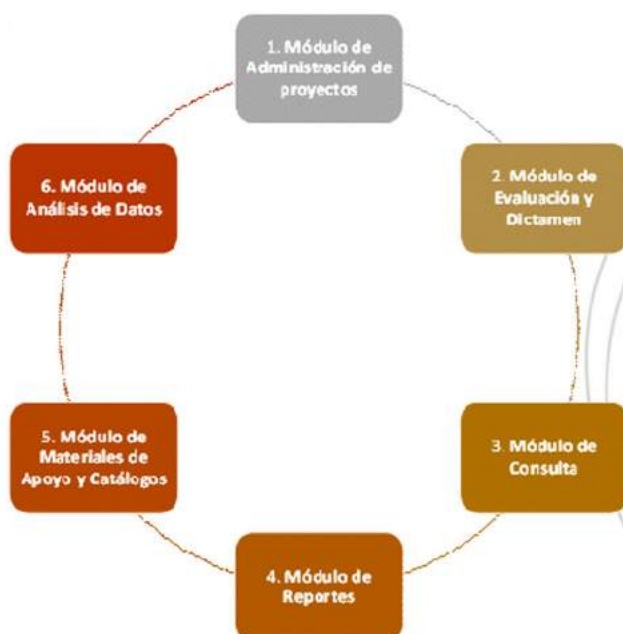 1. Módulo de
Administración de
proyectos
2. Módulo de
Evaluación y
Dictamen
3. Módulo de
Consulta
4. Módulo de
Reportes
5. Módulo de
Materiales de
Apoyo y Catálogos
6. Módulo de
Análisis de Datos